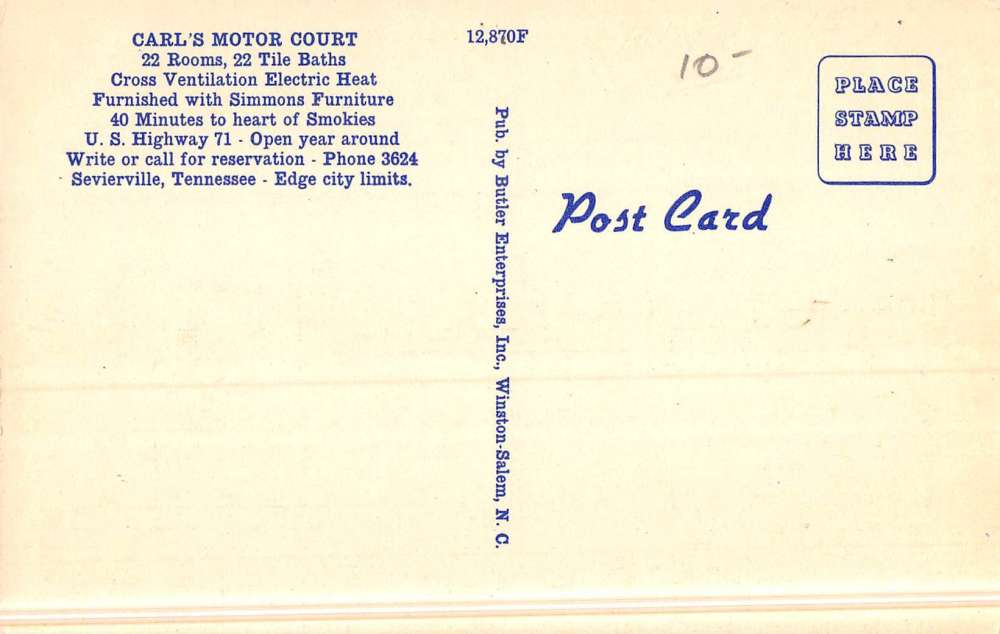 CARL'S MOTOR COURT
22 Rooms, 22 Tile Baths
Cross Ventilation Electric Heat
Furnished with Simmons Furniture
40 Minutes to heart of Smokies
U. S. Highway 71 - Open year around
Write or call for reservation - Phone 3624
Sevierville, Tennessee - Edge city limits.
12,870F
Pub. by Butler Enterprises, Inc., Winston-Salem, N. C.
10-
PLACE
STAMP
HERE
Post Card